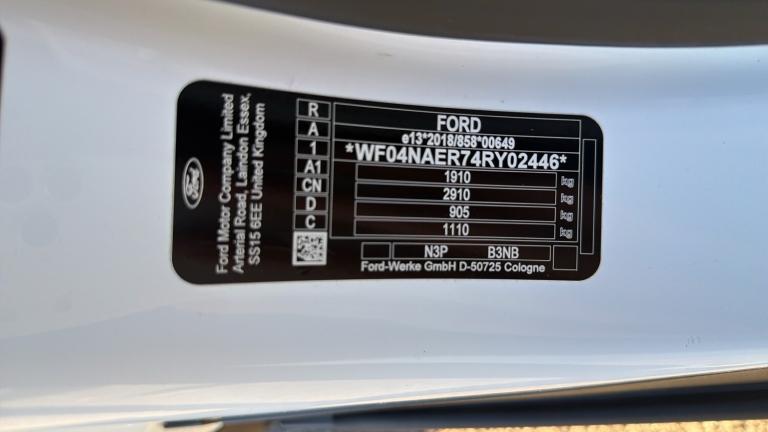 Ford
Ford Motor Company Limited
Arterial Road, Laindon Essex,
SS15 6EE United Kingdom
R
A
1
A1
CN
D
C
FORD
e13*2018/858*00649
*WF04NAER74RY02446*
1910 kg
2910 kg
905 kg
1110 kg
N3P B3NB
Ford-Werke GmbH D-50725 Cologne